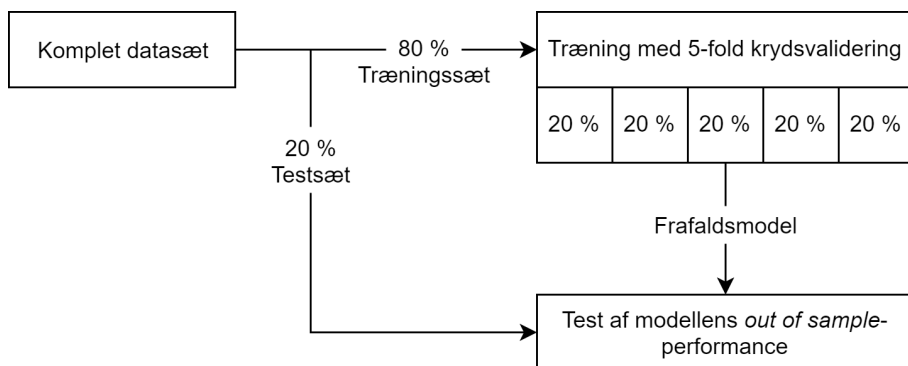 Komplet datasæt
80 %
Træningssæt
Træning med 5-fold krydsvalidering
20 %
20 %
20 %
20 %
20 %
20 %
Testsæt
Frafaldsmodel
Test af modellens out of sample-
performance